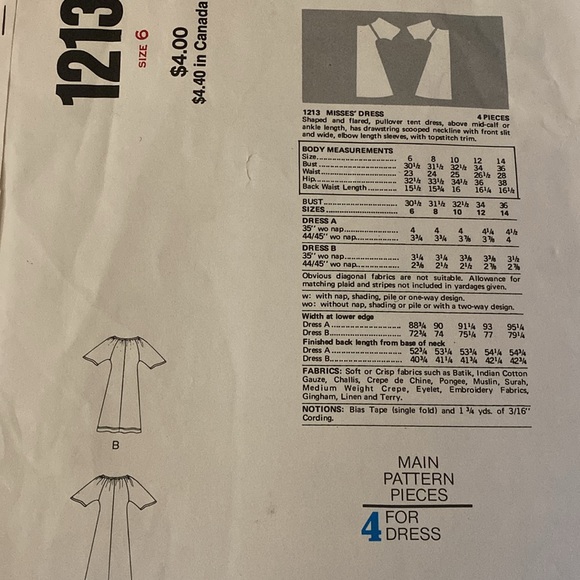 1213
SIZE 6
$4.00
$4.40 in Canada
1213 MISSES' DRESS 4 PIECES
Shaped and flared, pullover tent dress, above mid-calf or
ankle length, has drawstring scooped neckline with front slit
and wide, elbow length sleeves, with topstitch trim.
BODY MEASUREMENTS
Size 6 8 10 12 14
Bust 30½ 31½ 32½ 34 36
Waist 23 24 25 26½ 28
Hip 32½ 33½ 34½ 36 38
Back Waist Length 15½ 15¾ 16 16¼ 16½
BUST 30½ 31½ 32½ 34 36
SIZES 6 8 10 12 14
DRESS A
35" wo nap 4 4 4 4¼ 4½
44/45" wo nap 3¾ 3¾ 3⅞ 3⅞ 4
DRESS B
35" wo nap 3¼ 3¼ 3⅜ 3⅜ 3½
44/45" wo nap 2⅜ 2½ 2½ 2⅞ 2⅞
Obvious diagonal fabrics are not suitable. Allowance for
matching plaid and stripes not included in yardages given.
w: with nap, shading, pile or one-way design.
wo: without nap, shading or pile or with a two-way design.
Width at lower edge
Dress A 88¾ 90 91¼ 93 95¼
Dress B 72¾ 74 75¼ 77 79¼
Finished back length from base of neck
Dress A 52¾ 53¼ 53¾ 54¼ 54¾
Dress B 40¾ 41¼ 41¾ 42¼ 42¾
FABRICS: Soft or Crisp fabrics such as Batik, Indian Cotton
Gauze, Challis, Crepe de Chine, Pongee, Muslin, Surah,
Medium Weight Crepe, Eyelet, Embroidery Fabrics,
Gingham, Linen and Terry.
NOTIONS: Bias Tape (single fold) and 1¾ yds. of 3/16"
Cording.
B
MAIN
PATTERN
PIECES
4 FOR
DRESS